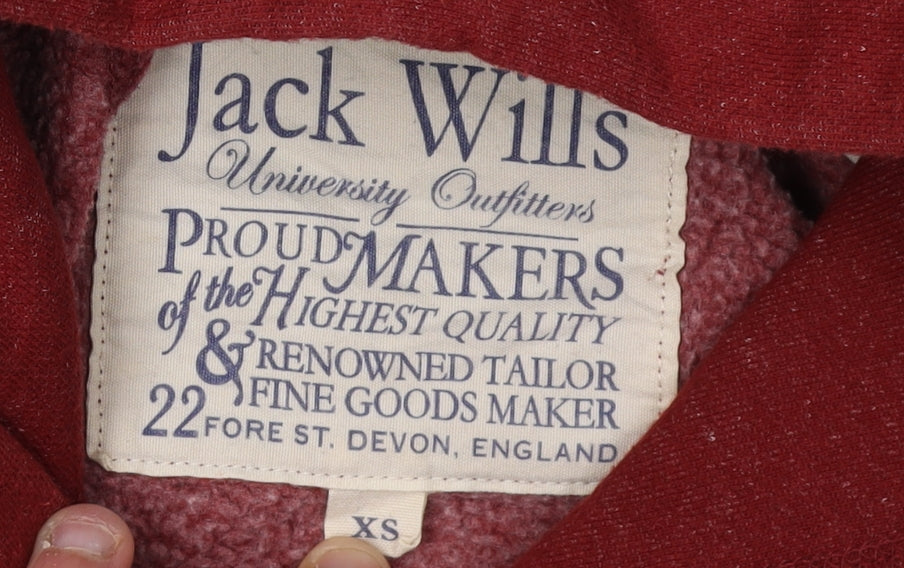 Jack Wills
University Outfitters
PROUD MAKERS
of the HIGHEST QUALITY
& RENOWNED TAILOR
FINE GOODS MAKER
22 FORE ST. DEVON, ENGLAND
XS